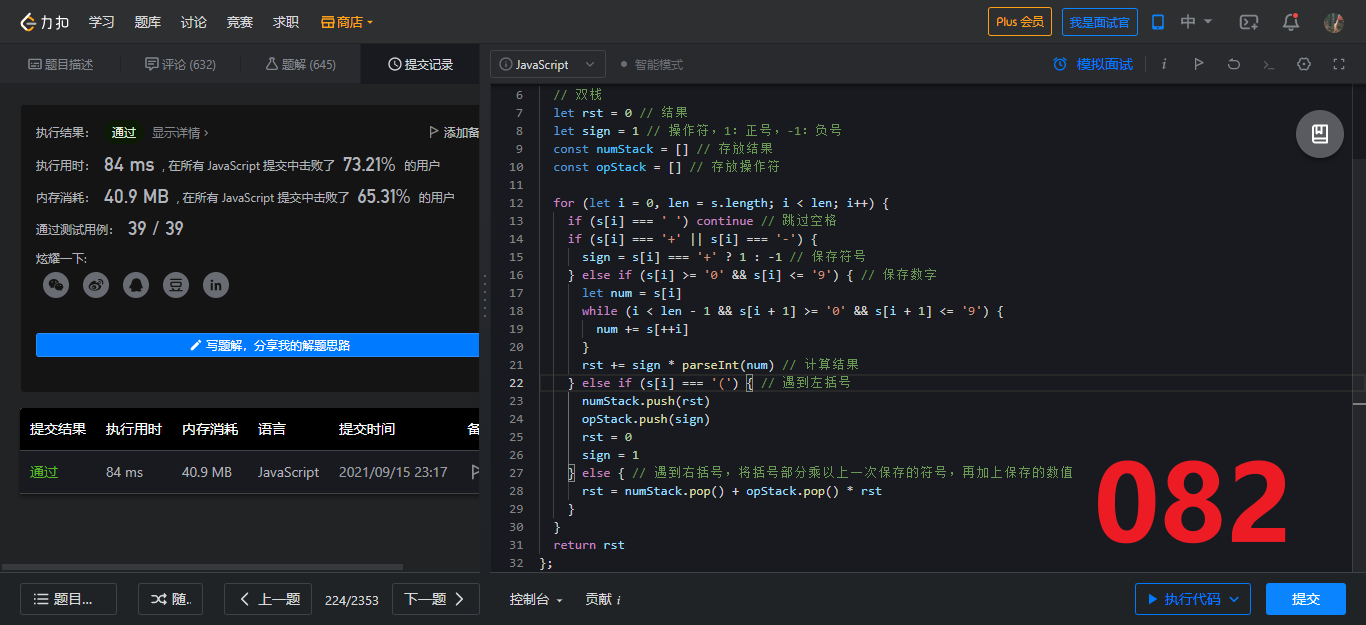 力扣 学习 题库 讨论 竞赛 求职 商店 Plus 会员 我是面试官 中
题目描述 评论 (632) 题解 (645) 提交记录 JavaScript 智能模式 模拟面试 i
执行结果： 通过 显示详情 › 添加备
执行用时： 84 ms , 在所有 JavaScript 提交中击败了 73.21% 的用户
内存消耗： 40.9 MB , 在所有 JavaScript 提交中击败了 65.31% 的用户
通过测试用例： 39 / 39
炫耀一下:
豆 in
写题解，分享我的解题思路
提交结果 执行用时 内存消耗 语言 提交时间 备
通过 84 ms 40.9 MB JavaScript 2021/09/15 23:17
6 // 双栈
7 let rst = 0 // 结果
8 let sign = 1 // 操作符，1: 正号，-1: 负号
9 const numStack = [] // 存放结果
10 const opStack = [] // 存放操作符
11
12 for (let i = 0, len = s.length; i < len; i++) {
13 if (s[i] === ' ') continue // 跳过空格
14 if (s[i] === '+' || s[i] === '-') {
15 sign = s[i] === '+' ? 1 : -1 // 保存符号
16 } else if (s[i] >= '0' && s[i] <= '9') { // 保存数字
17 let num = s[i]
18 while (i < len - 1 && s[i + 1] >= '0' && s[i + 1] <= '9') {
19 num += s[++i]
20 }
21 rst += sign * parseInt(num) // 计算结果
22 } else if (s[i] === '(') { // 遇到左括号
23 numStack.push(rst)
24 opStack.push(sign)
25 rst = 0
26 sign = 1
27 } else { // 遇到右括号，将括号部分乘以上一次保存的符号，再加上保存的数值
28 rst = numStack.pop() + opStack.pop() * rst
29 }
30 }
31 return rst
32 };
082
题目... 随. 上一题 224/2353 下一题 控制台 贡献 i 执行代码 提交